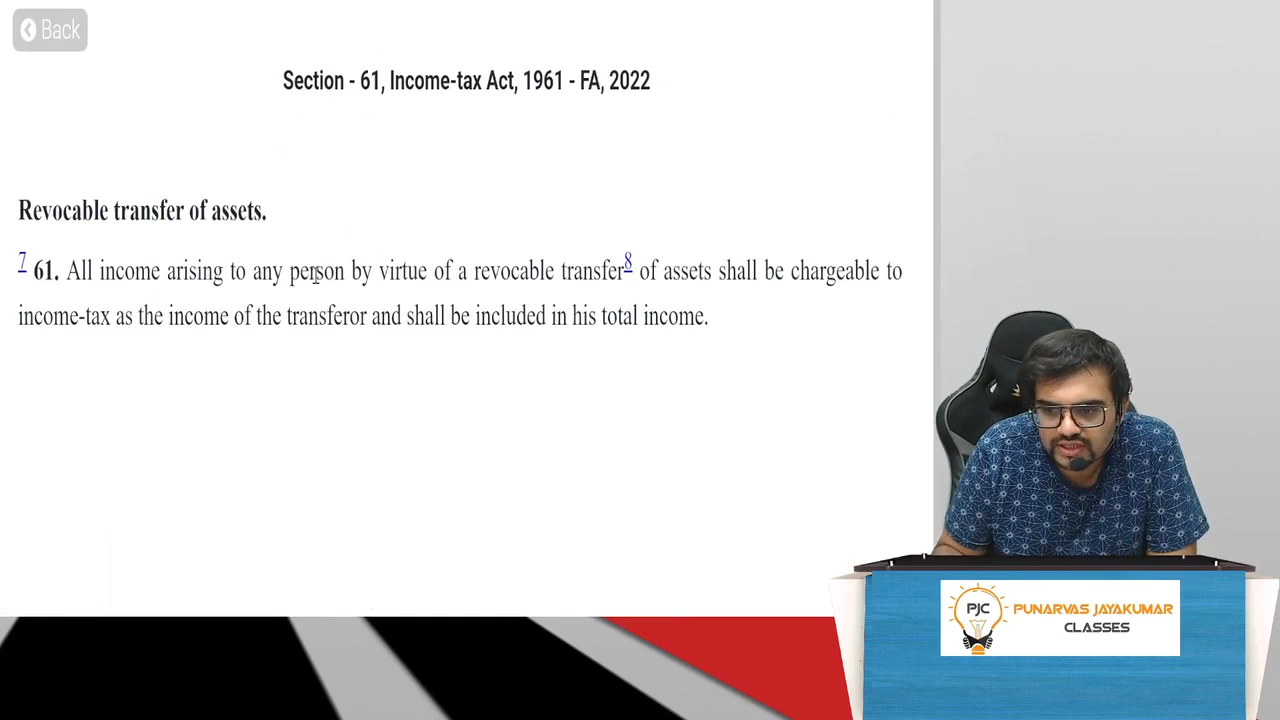 Back
Section - 61, Income-tax Act, 1961 - FA, 2022
Revocable transfer of assets.
7 61. All income arising to any person by virtue of a revocable transfer8 of assets shall be chargeable to
income-tax as the income of the transferor and shall be included in his total income.
PJC
PUNARVAS JAYAKUMAR
CLASSES